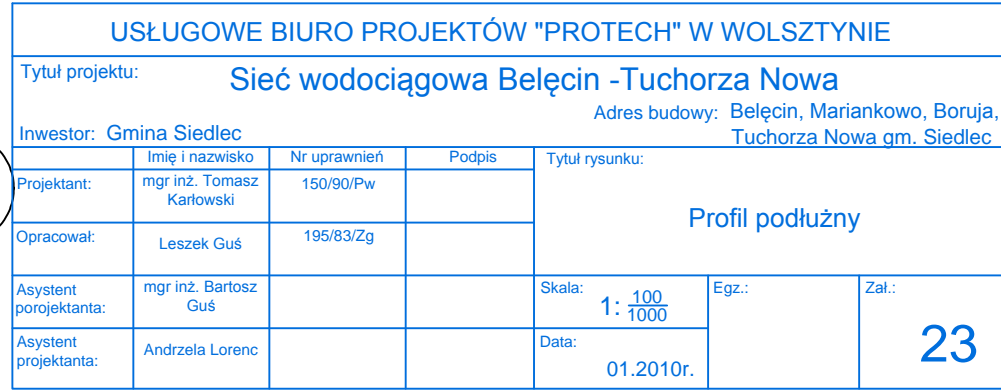 USŁUGOWE BIURO PROJEKTÓW "PROTECH" W WOLSZTYNIE
Tytuł projektu:
Sieć wodociągowa Belęcin -Tuchorza Nowa
Adres budowy: Belęcin, Mariankowo, Boruja,
Tuchorza Nowa gm. Siedlec
Inwestor: Gmina Siedlec
Imię i nazwisko
Nr uprawnień
Podpis
Projektant:
mgr inż. Tomasz
Karłowski
150/90/Pw
Opracował:
Leszek Guś
195/83/Zg
Asystent
porojektanta:
mgr inż. Bartosz
Guś
Asystent
projektanta:
Andrzela Lorenc
Tytuł rysunku:
Profil podłużny
Skala:
1: 100
1000
Egz.:
Zał.:
23
Data:
01.2010r.